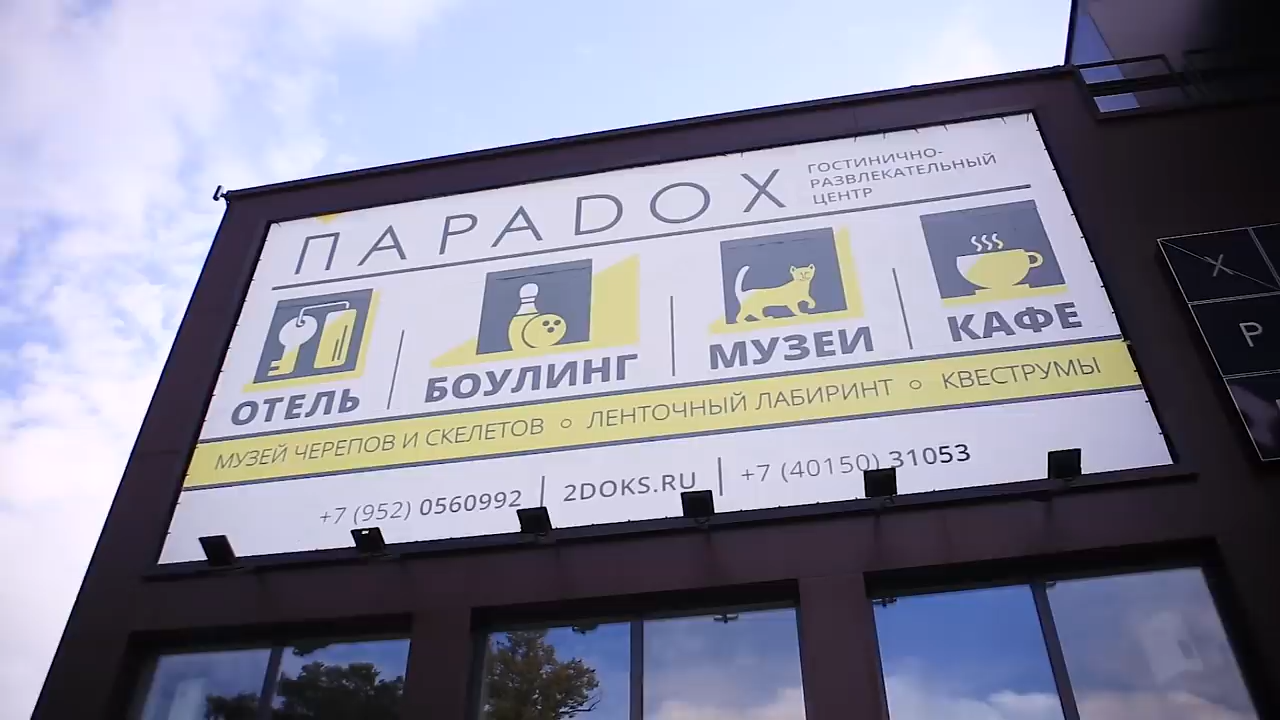 ПАРАDОX
ГОСТИНИЧНО-
РАЗВЛЕКАТЕЛЬНЫЙ
ЦЕНТР
ОТЕЛЬ
БОУЛИНГ
МУЗЕИ
КАФЕ
МУЗЕЙ ЧЕРЕПОВ И СКЕЛЕТОВ ○ ЛЕНТОЧНЫЙ ЛАБИРИНТ ○ КВЕСТРУМЫ
+7 (952) 0560992 | 2DOKS.RU | +7 (40150) 31053
X
Р